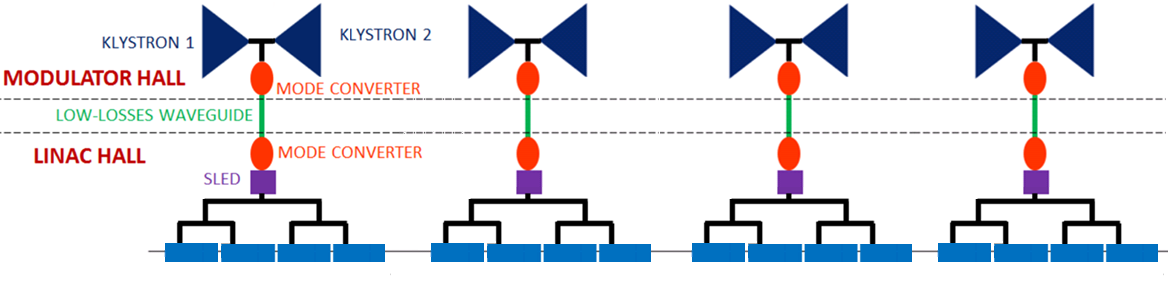 KLYSTRON 1
KLYSTRON 2
MODULATOR HALL
MODE CONVERTER
LOW-LOSSES WAVEGUIDE
LINAC HALL
MODE CONVERTER
SLED